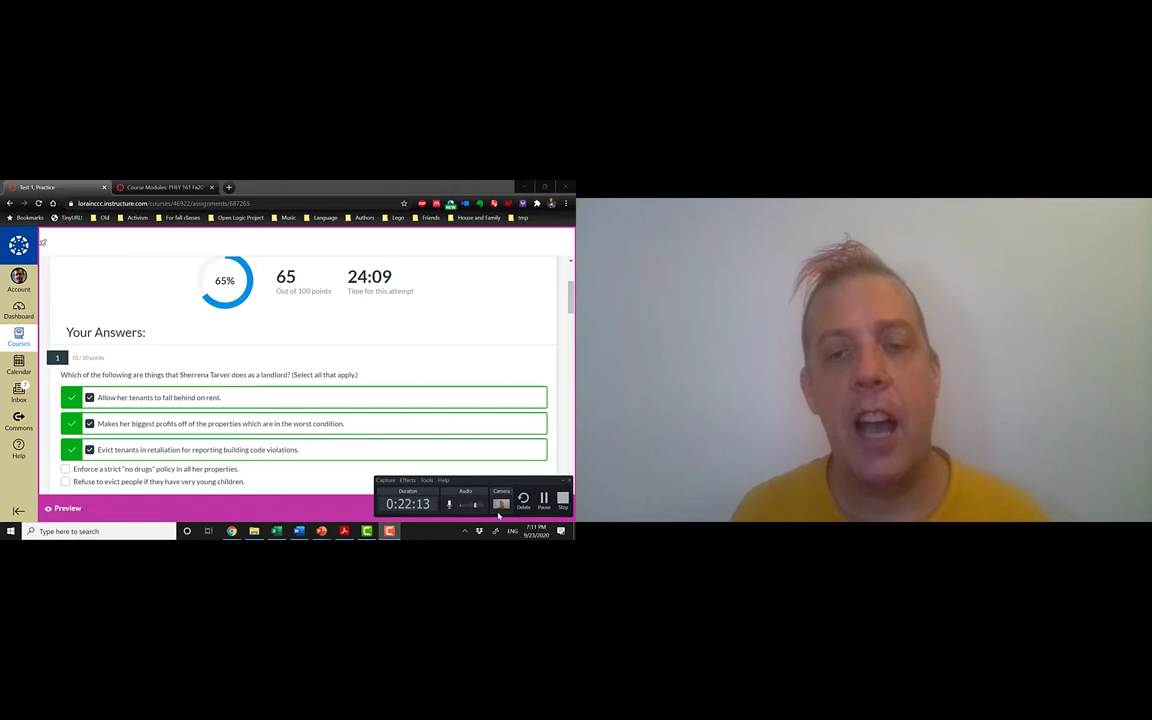 Test 1, Practice
Course Modules: PHLY 161 Fa20
lorainccc.instructure.com/courses/46922/assignments/687265
Bookmarks TinyURL! Old Activism For fall classes Open Logic Project Music Language Authors Lego Friends House and Family tmp
Account
Dashboard
Courses
Calendar
7
Inbox
Commons
Help
65%
65
Out of 100 points
24:09
Time for this attempt
Your Answers:
1
10 / 10 points
Which of the following are things that Sherrena Tarver does as a landlord? (Select all that apply.)
Allow her tenants to fall behind on rent.
Makes her biggest profits off of the properties which are in the worst condition.
Evict tenants in retaliation for reporting building code violations.
Enforce a strict "no drugs" policy in all her properties.
Refuse to evict people if they have very young children.
Preview
Capture Effects Tools Help
Duration
0:22:13
Audio
Camera
Delete
Pause
Stop
Type here to search
ENG
7:11 PM
9/23/2020